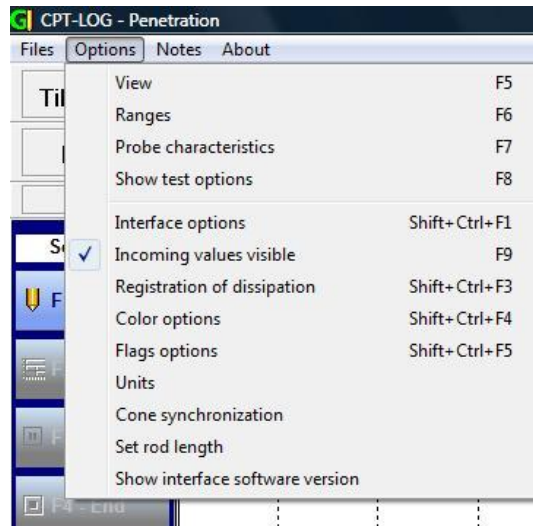 CPT-LOG - Penetration
Files Options Notes About
View F5
Ranges F6
Probe characteristics F7
Show test options F8
Interface options Shift+Ctrl+F1
Incoming values visible F9
Registration of dissipation Shift+Ctrl+F3
Color options Shift+Ctrl+F4
Flags options Shift+Ctrl+F5
Units
Cone synchronization
Set rod length
Show interface software version
F4 - End